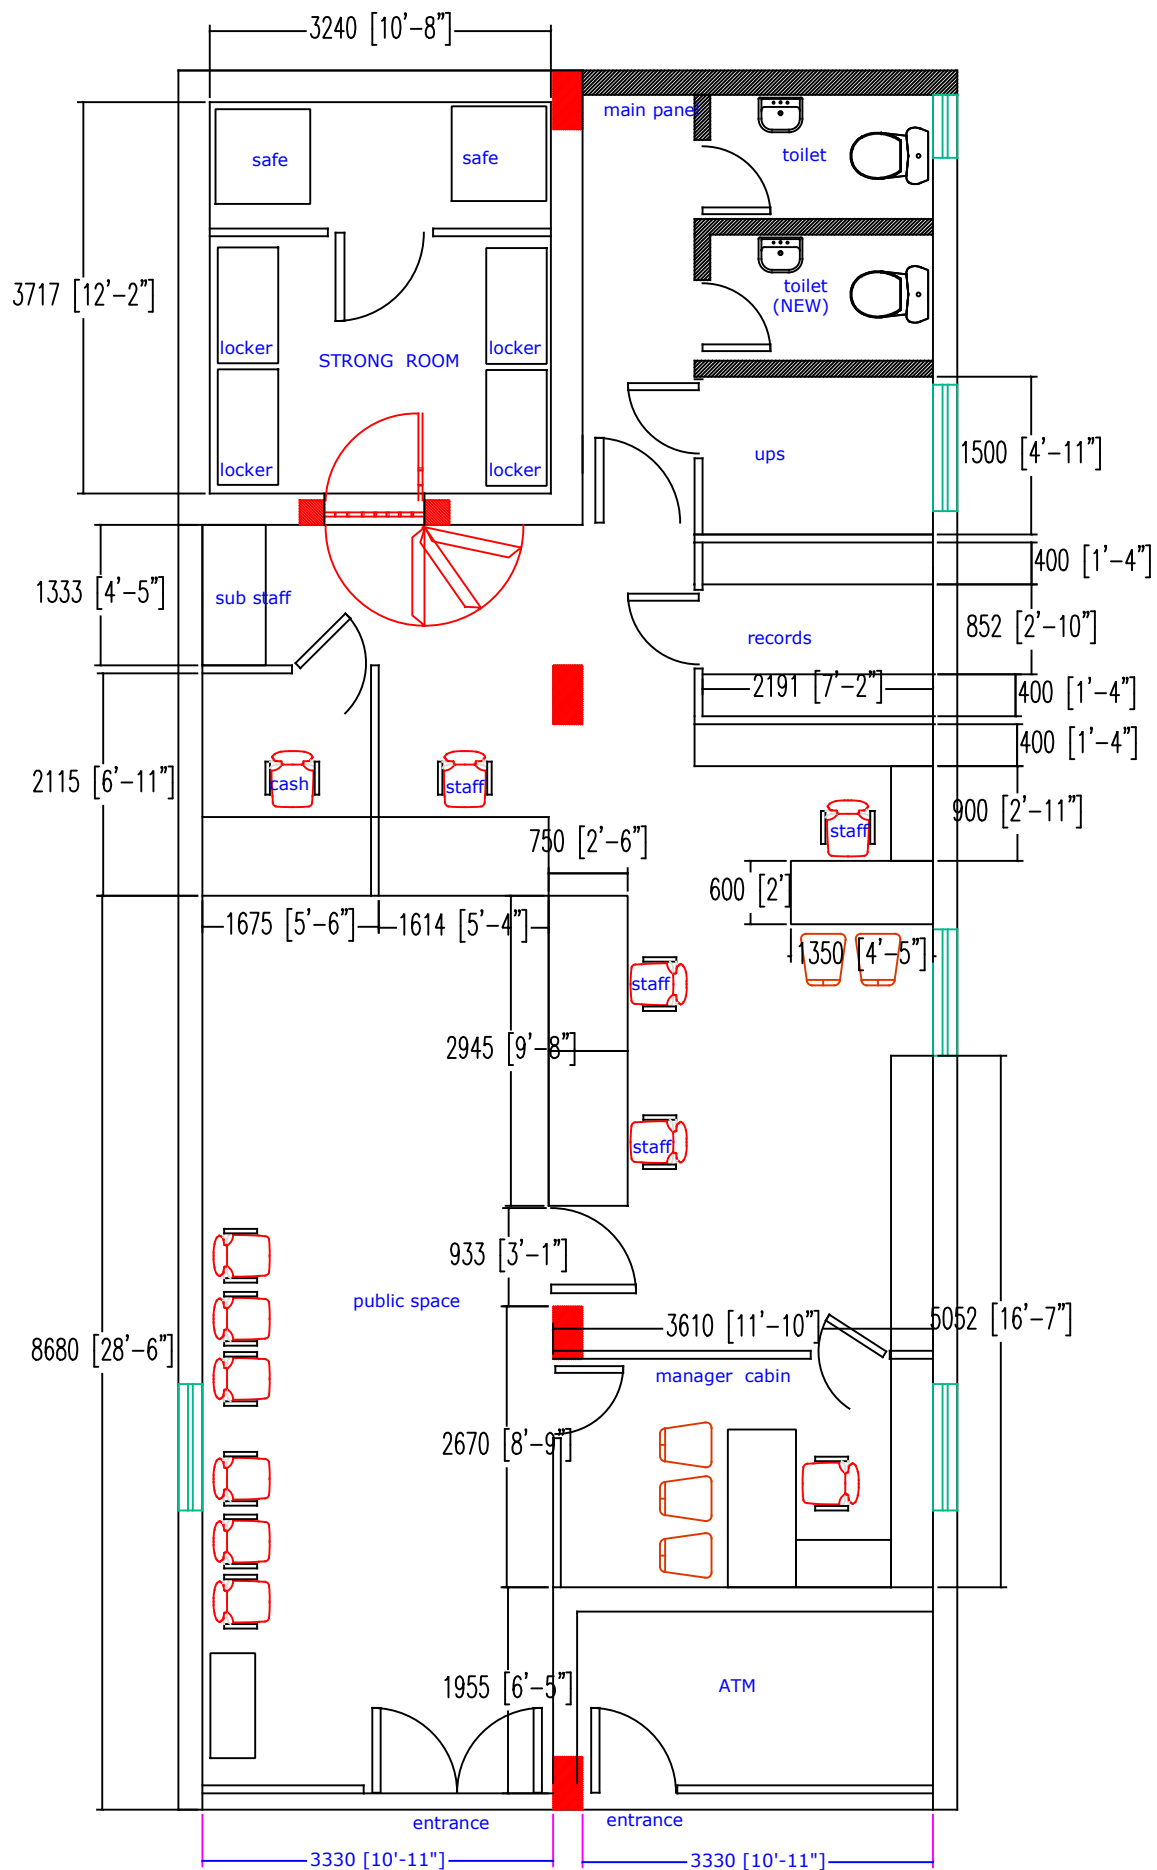 3240 [10'-8"]
main panel
toilet
safe
safe
3717 [12'-2"]
toilet
(NEW)
locker
STRONG ROOM
locker
ups
1500 [4'-11"]
locker
locker
400 [1'-4"]
1333 [4'-5"]
sub staff
records
852 [2'-10"]
2191 [7'-2"]
400 [1'-4"]
400 [1'-4"]
2115 [6'-11"]
cash
staff
900 [2'-11"]
staff
750 [2'-6"]
600 [2']
1675 [5'-6"]
1614 [5'-4"]
1350 [4'-5"]
staff
2945 [9'-8"]
staff
933 [3'-1"]
public space
3610 [11'-10"]
5052 [16'-7"]
8680 [28'-6"]
manager cabin
2670 [8'-9"]
1955 [6'-5"]
ATM
entrance
entrance
3330 [10'-11"]
3330 [10'-11"]